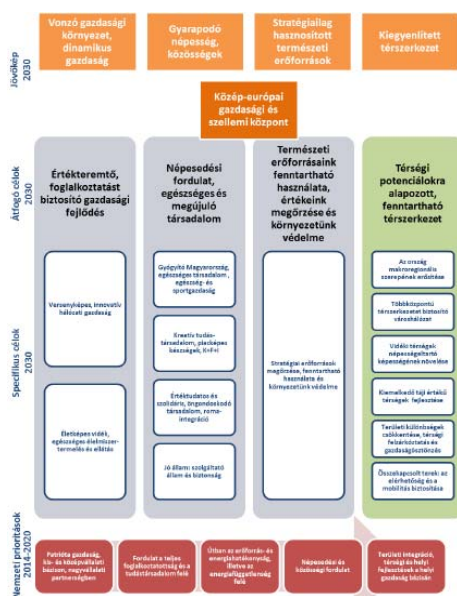 Jövőkép
2030
Vonzó gazdasági
környezet,
dinamikus
gazdaság
Gyarapodó
népesség,
közösségek
Stratégiailag
hasznosított
természeti
erőforrások
Kiegyenlített
térszerkezet
Közép-európai
gazdasági és
szellemi központ
Átfogó célok
2030
Értékteremtő,
foglalkoztatást
biztosító gazdasági
fejlődés
Népesedési
fordulat,
egészséges és
megújuló
társadalom
Természeti
erőforrásaink
fenntartható
használata,
értékeink
megőrzése és
környezetünk
védelme
Térségi
potenciálokra
alapozott,
fenntartható
térszerkezet
Specifikus célok
2030
Versenyképes, innovatív
hálózati gazdaság
Életképes vidék,
egészséges élelmiszer-
termelés és ellátás
Gyógyító Magyarország,
egészséges társadalom,
egészség- és
sportgazdaság
Kreatív tudás-
társadalom, piacképes
készségek, K+F+I
Értéktudatos és
szolidáris, öngondoskodó
társadalom, roma-
integráció
Jó állam: szolgáltató
állam és biztonság
Stratégiai erőforrások
megőrzése, fenntartható
használata és
környezetünk védelme
Az ország
makroregionális
szerepének erősítése
Többközpontú
térszerkezetet biztosító
városhálózat
Vidéki térségek
népességeltartó
képességének növelése
Kiemelkedő táji értékű
térségek fejlesztése
Területi különbségek
csökkentése, térségi
felzárkóztatás és
gazdaságösztönzés
Összekapcsolt terek: az
elérhetőség és a
mobilitás biztosítása
Nemzeti prioritások
2014-2020
Patrióta gazdaság,
kis- és középvállalati
bázison, nagyvállalati
partnerségben
Fordulat a teljes
foglalkoztatottság és a
tudástársadalom felé
Útban az erőforrás- és
energiahatékonyság,
illetve az
energiafüggetlenség
felé
Népesedési és
közösségi fordulat
Területi integráció,
térségi és helyi
fejlesztések a helyi
gazdaság bázisán